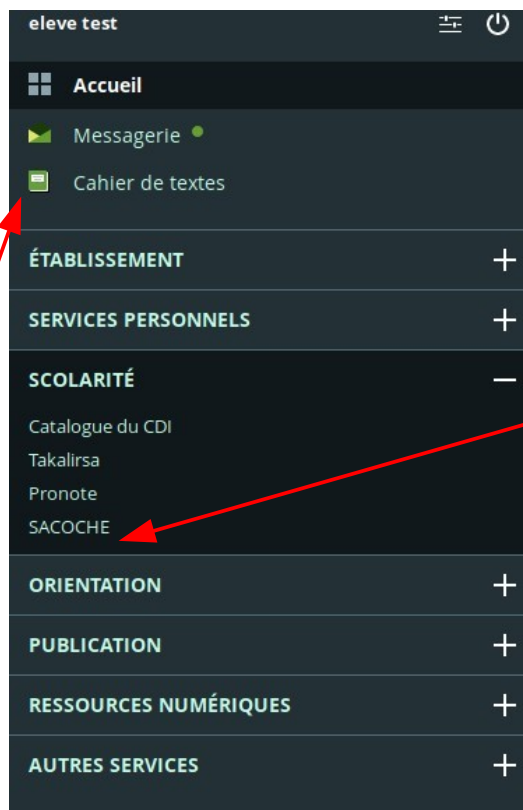 eleve test
Accueil
Messagerie
Cahier de textes
ÉTABLISSEMENT
SERVICES PERSONNELS
SCOLARITÉ
Catalogue du CDI
Takalirsa
Pronote
SACOCHE
ORIENTATION
PUBLICATION
RESSOURCES NUMÉRIQUES
AUTRES SERVICES